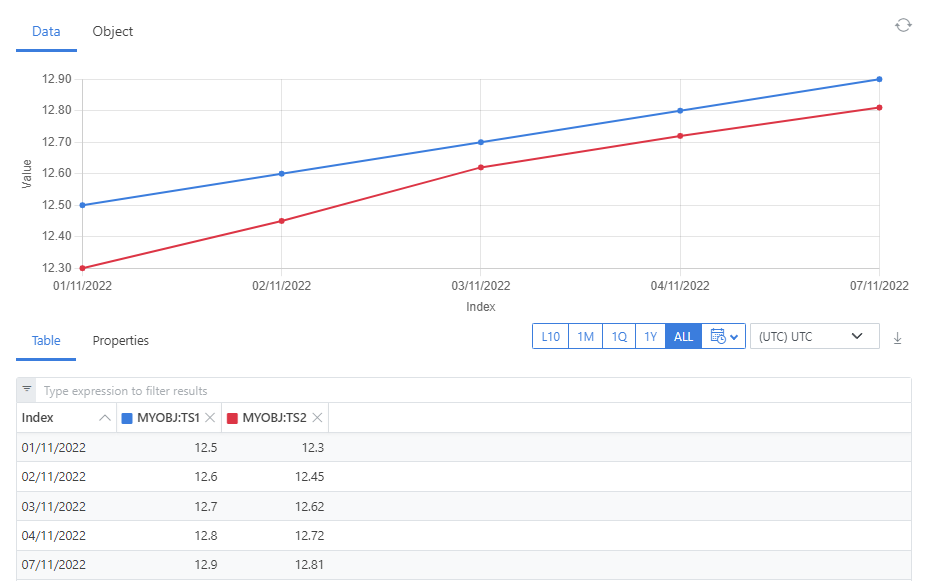 Data Object
12.90
12.80
12.70
12.60
12.50
12.40
12.30
Value
01/11/2022 02/11/2022 03/11/2022 04/11/2022 07/11/2022
Index
Table Properties L10 1M 1Q 1Y ALL (UTC) UTC
Type expression to filter results
Index MYOBJ:TS1 MYOBJ:TS2
01/11/2022 12.5 12.3
02/11/2022 12.6 12.45
03/11/2022 12.7 12.62
04/11/2022 12.8 12.72
07/11/2022 12.9 12.81